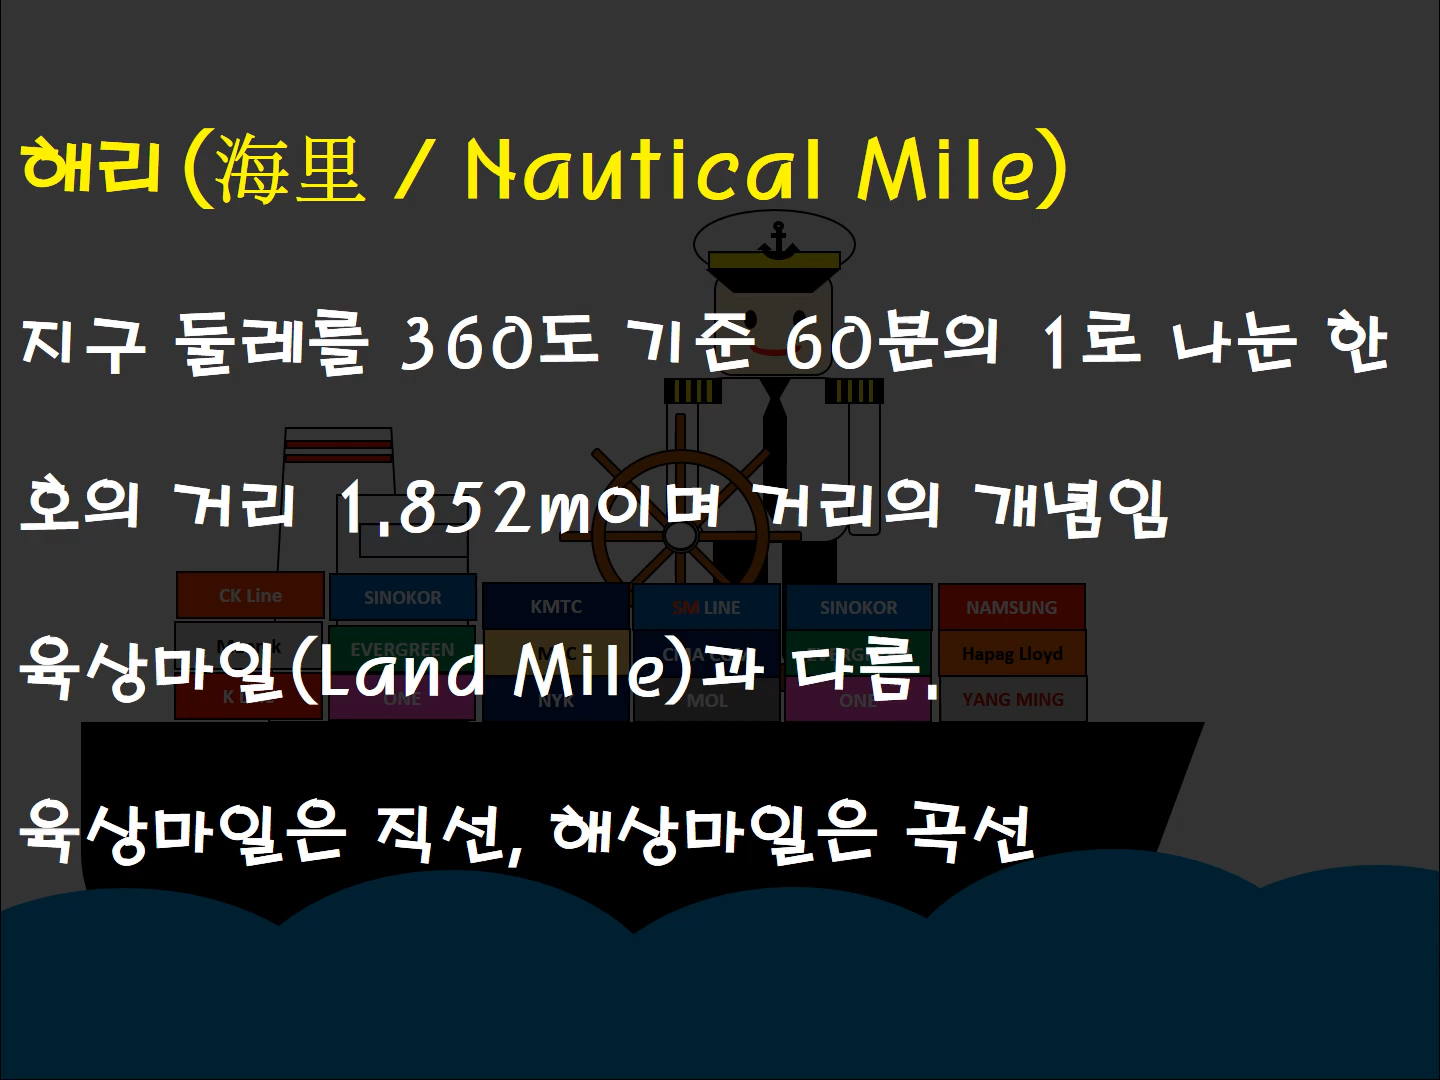 해리(海里 / Nautical Mile)
지구 둘레를 360도 기준 60분의 1로 나눈 한
호의 거리 1,852m이며 거리의 개념임
CK Line
SINOKOR
KMTC
SM LINE
SINOKOR
NAMSUNG
EVERGREEN
Hapag Lloyd
육상마일(Land Mile)과 다름.
ONE
NYK
MOL
ONE
YANG MING
육상마일은 직선, 해상마일은 곡선